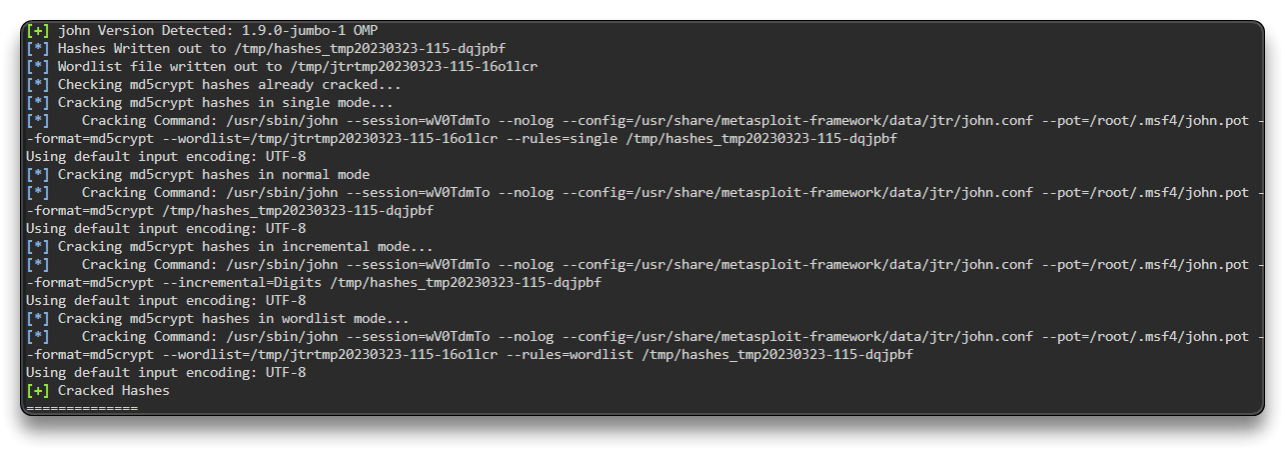 [+] john Version Detected: 1.9.0-jumbo-1 OMP
[*] Hashes Written out to /tmp/hashes_tmp20230323-115-dqjpbf
[*] Wordlist file written out to /tmp/jtrtmp20230323-115-16o1lcr
[*] Checking md5crypt hashes already cracked...
[*] Cracking md5crypt hashes in single mode...
[*]    Cracking Command: /usr/sbin/john --session=wV0TdmTo --nolog --config=/usr/share/metasploit-framework/data/jtr/john.conf --pot=/root/.msf4/john.pot -
-format=md5crypt --wordlist=/tmp/jtrtmp20230323-115-16o1lcr --rules=single /tmp/hashes_tmp20230323-115-dqjpbf
Using default input encoding: UTF-8
[*] Cracking md5crypt hashes in normal mode
[*]    Cracking Command: /usr/sbin/john --session=wV0TdmTo --nolog --config=/usr/share/metasploit-framework/data/jtr/john.conf --pot=/root/.msf4/john.pot -
-format=md5crypt /tmp/hashes_tmp20230323-115-dqjpbf
Using default input encoding: UTF-8
[*] Cracking md5crypt hashes in incremental mode...
[*]    Cracking Command: /usr/sbin/john --session=wV0TdmTo --nolog --config=/usr/share/metasploit-framework/data/jtr/john.conf --pot=/root/.msf4/john.pot -
-format=md5crypt --incremental=Digits /tmp/hashes_tmp20230323-115-dqjpbf
Using default input encoding: UTF-8
[*] Cracking md5crypt hashes in wordlist mode...
[*]    Cracking Command: /usr/sbin/john --session=wV0TdmTo --nolog --config=/usr/share/metasploit-framework/data/jtr/john.conf --pot=/root/.msf4/john.pot -
-format=md5crypt --wordlist=/tmp/jtrtmp20230323-115-16o1lcr --rules=wordlist /tmp/hashes_tmp20230323-115-dqjpbf
Using default input encoding: UTF-8
[+] Cracked Hashes
==============